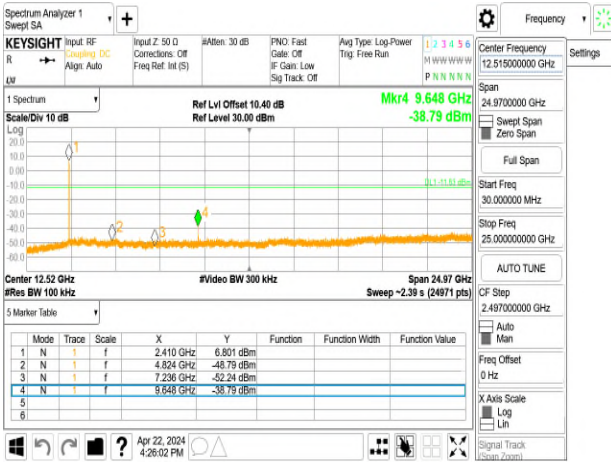 Spectrum Analyzer 1
Swept SA
Frequency
Settings
KEYSIGHT
R
Input: RF
Coupling: DC
Align: Auto
Input Z: 50 Ω
Corrections: Off
Freq Ref: Int (S)
#Atten: 30 dB
PNO: Fast
Gate: Off
IF Gain: Low
Sig Track: Off
Avg Type: Log-Power
Trig: Free Run
1 2 3 4 5 6
M W W W W W
P N N N N N
1 Spectrum
Scale/Div 10 dB
Log
Ref Lvl Offset 10.40 dB
Ref Level 30.00 dBm
Mkr4 9.648 GHz
-38.79 dBm
20.0
10.0
0.00
-10.0
-20.0
-30.0
-40.0
-50.0
-60.0
1
2
3
4
DL1 -11.63 dBm
Center 12.52 GHz
#Res BW 100 kHz
#Video BW 300 kHz
Span 24.97 GHz
Sweep ~2.39 s (24971 pts)
5 Marker Table
Mode Trace Scale X Y Function Function Width Function Value
1 N 1 f 2.410 GHz 6.801 dBm
2 N 1 f 4.824 GHz -48.79 dBm
3 N 1 f 7.236 GHz -52.24 dBm
4 N 1 f 9.648 GHz -38.79 dBm
5
6
Apr 22, 2024
4:26:02 PM
Center Frequency
12.515000000 GHz
Span
24.9700000 GHz
Swept Span
Zero Span
Full Span
Start Freq
30.000000 MHz
Stop Freq
25.000000000 GHz
AUTO TUNE
CF Step
2.497000000 GHz
Auto
Man
Freq Offset
0 Hz
X Axis Scale
Log
Lin
Signal Track
(Span Zoom)